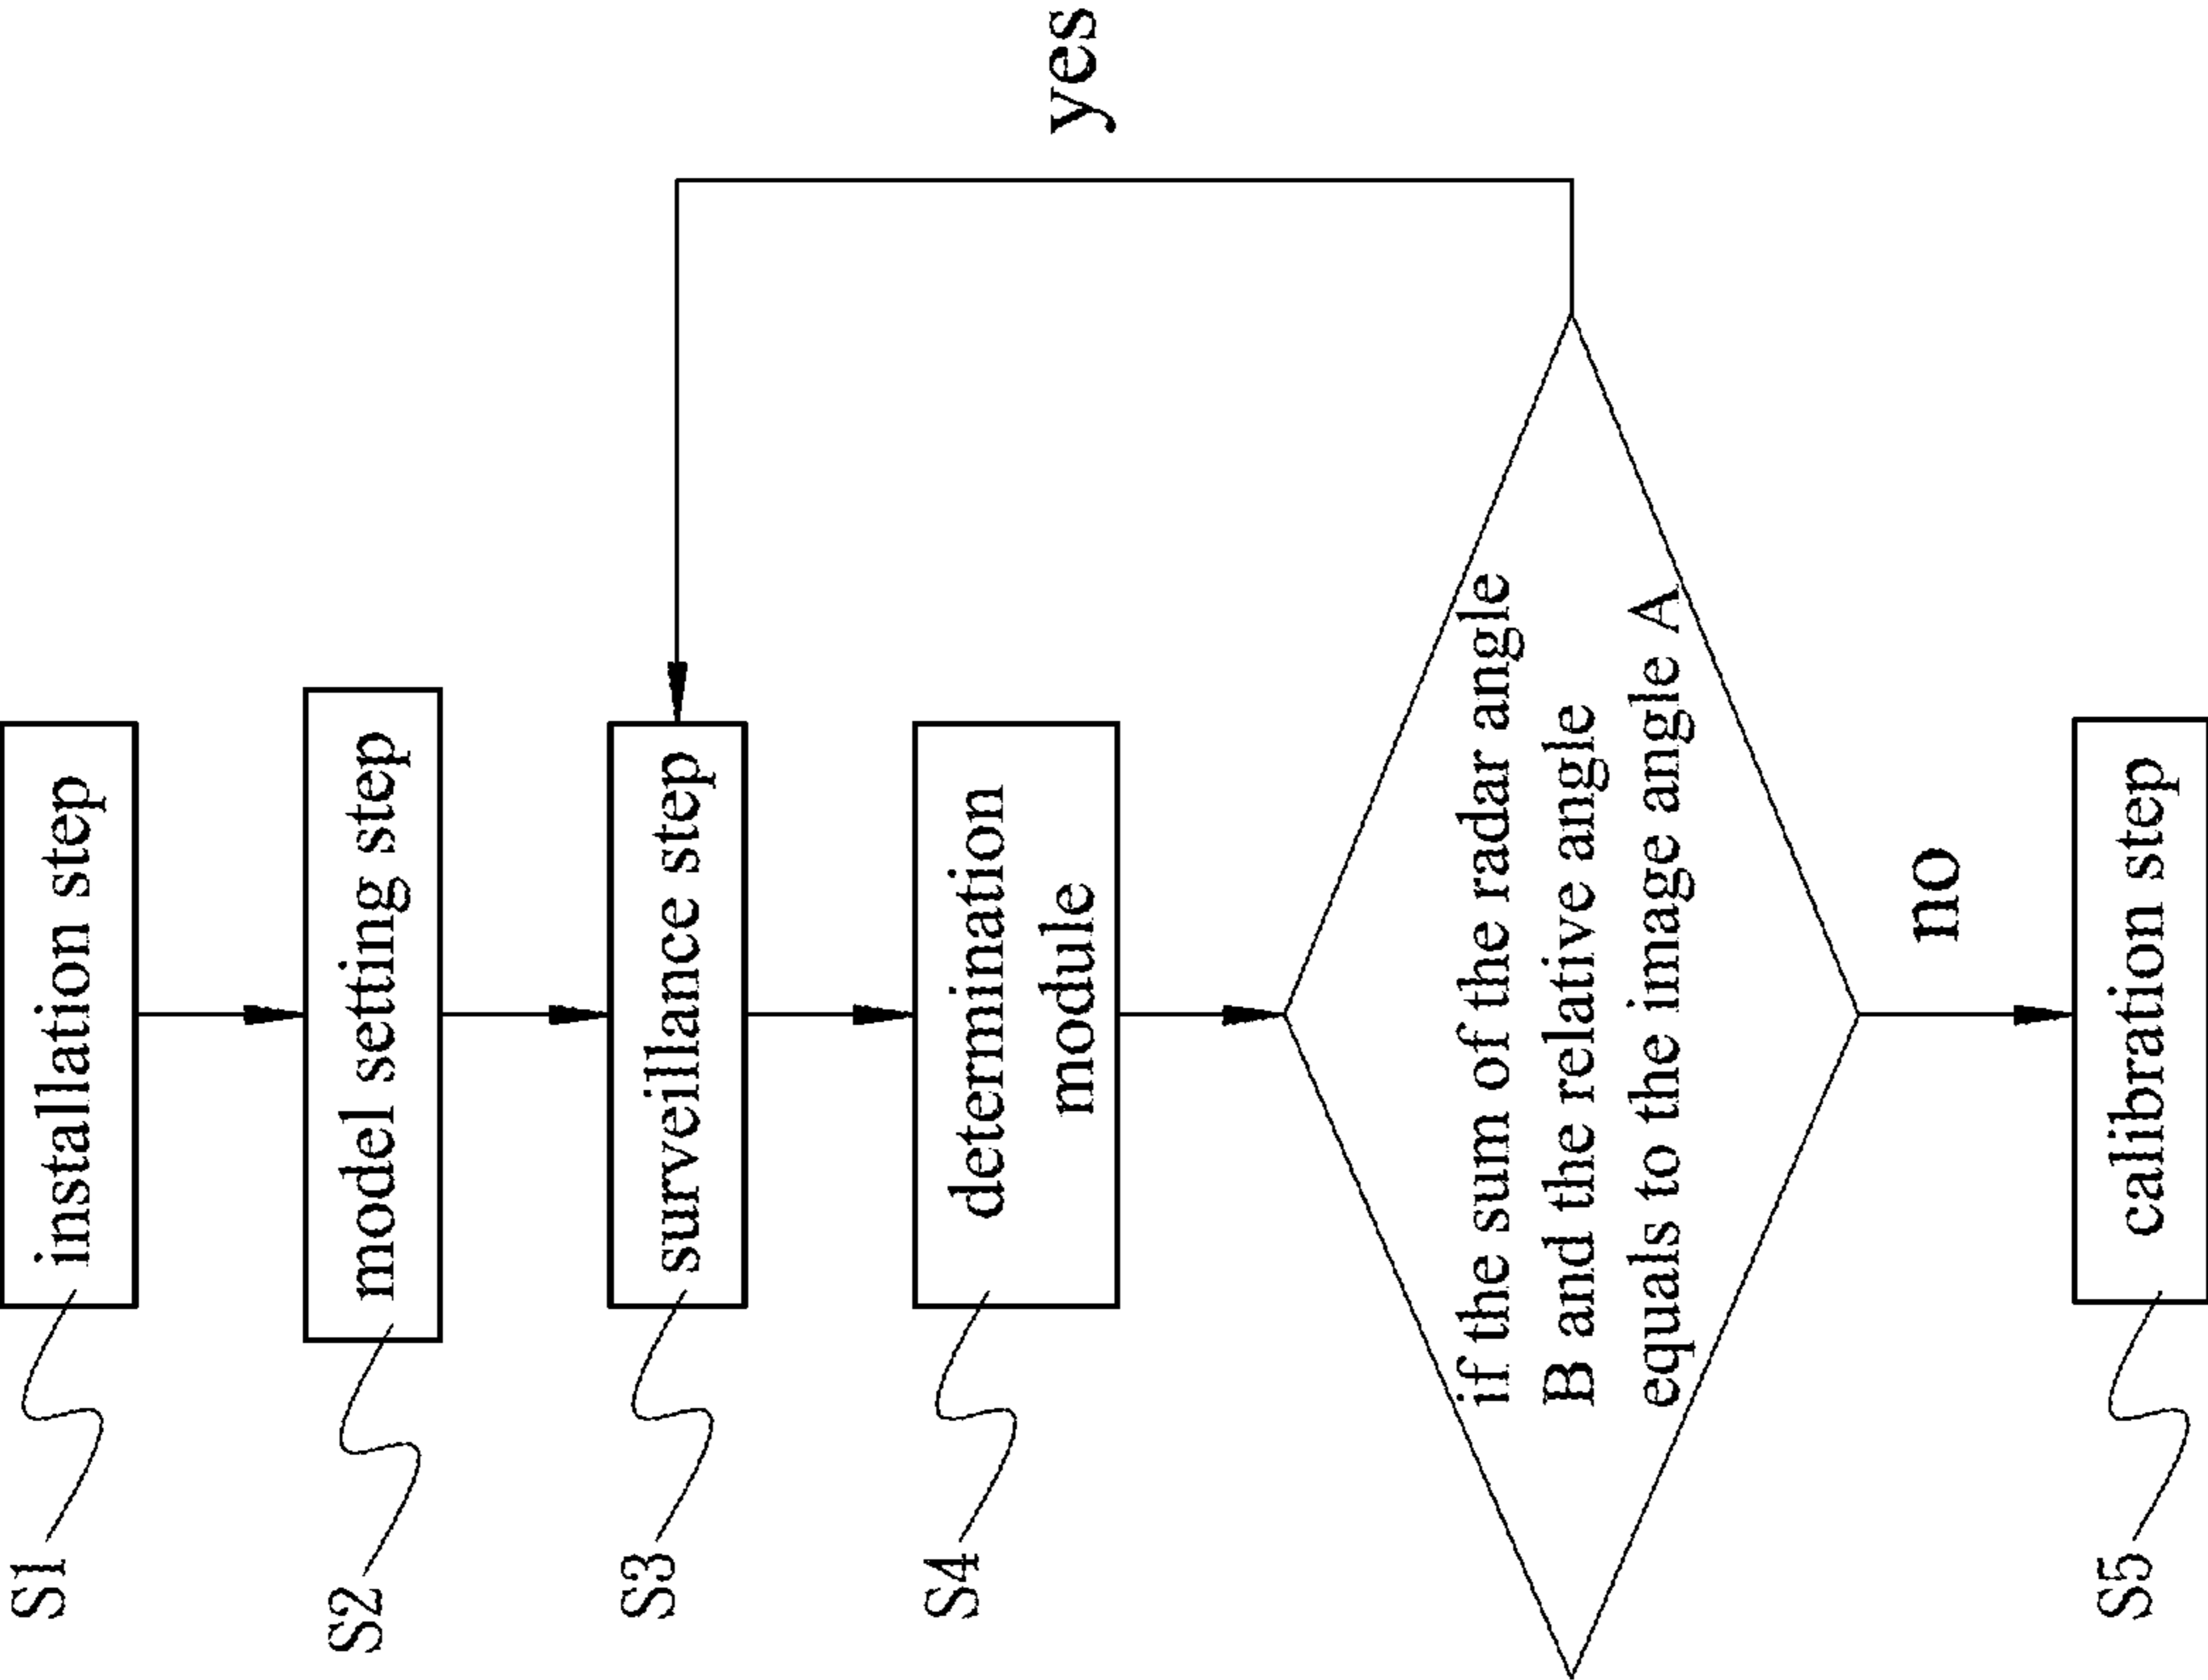 S1
installation step
S2
model setting step
S3
surveillance step
S4
determination
module
if the sum of the radar angle
B and the relative angle
equals to the image angle A
yes
no
S5
calibration step